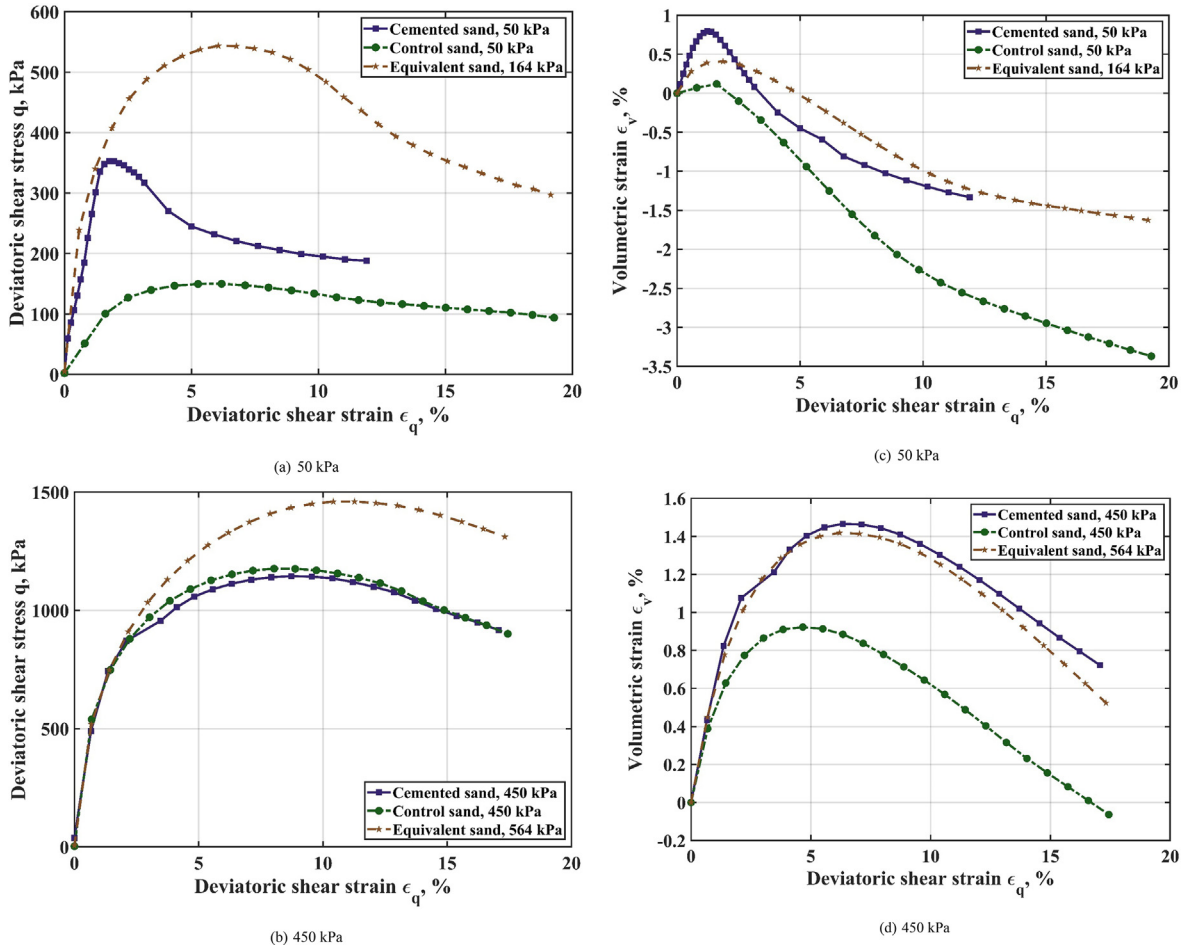 600
500
400
300
200
100
0
0
5
10
15
20
Deviatoric shear stress q, kPa
Deviatoric shear strain ϵq, %
Cemented sand, 50 kPa
Control sand, 50 kPa
Equivalent sand, 164 kPa
(a) 50 kPa
1
0.5
0
-0.5
-1
-1.5
-2
-2.5
-3
-3.5
0
5
10
15
20
Volumetric strain ϵv, %
Deviatoric shear strain ϵq, %
Cemented sand, 50 kPa
Control sand, 50 kPa
Equivalent sand, 164 kPa
(c) 50 kPa
1500
1000
500
0
0
5
10
15
20
Deviatoric shear stress q, kPa
Deviatoric shear strain ϵq, %
Cemented sand, 450 kPa
Control sand, 450 kPa
Equivalent sand, 564 kPa
(b) 450 kPa
1.6
1.4
1.2
1
0.8
0.6
0.4
0.2
0
-0.2
0
5
10
15
20
Volumetric strain ϵv, %
Deviatoric shear strain ϵq, %
Cemented sand, 450 kPa
Control sand, 450 kPa
Equivalent sand, 564 kPa
(d) 450 kPa